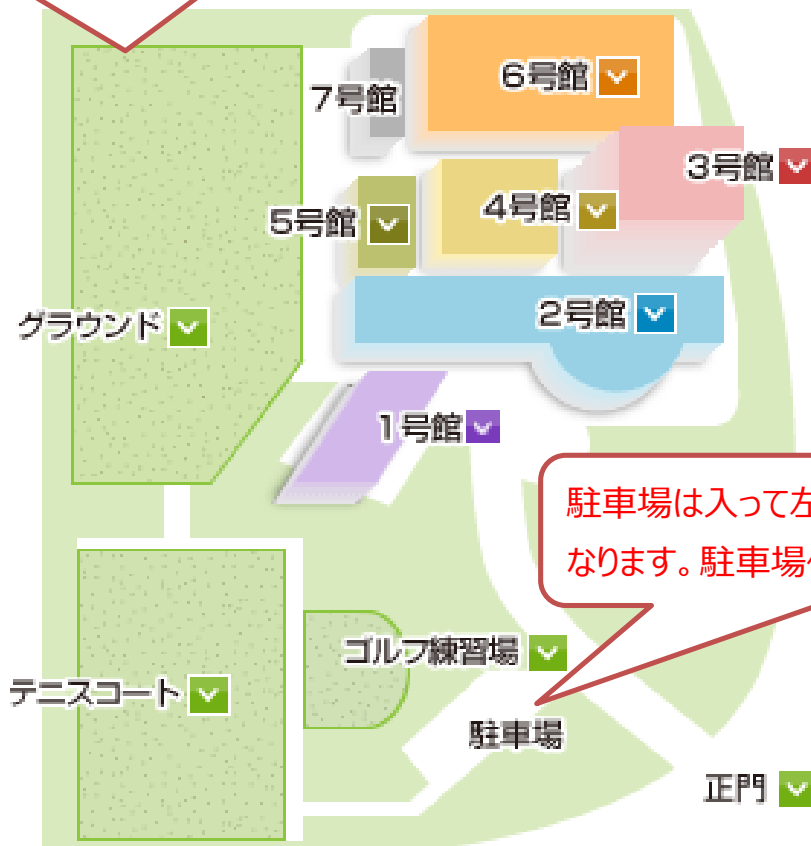 6号館
7号館
3号館
4号館
5号館
2号館
グラウンド
1号館
駐車場は入って左
なります。駐車場
ゴルフ練習場
テニスコート
駐車場
正門